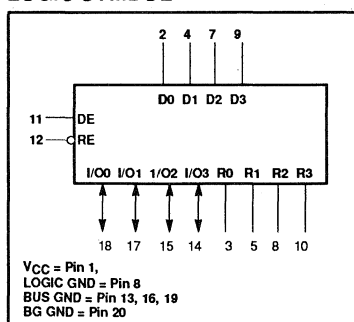 LOGIC SYMBOL
2 4 7 9
D0 D1 D2 D3
11 DE
12 RE
I/O0 I/O1 1/O2 I/O3 R0 R1 R2 R3
18 17 15 14 3 5 8 10
VCC = Pin 1,
LOGIC GND = Pin 8
BUS GND = Pin 13, 16, 19
BG GND = Pin 20